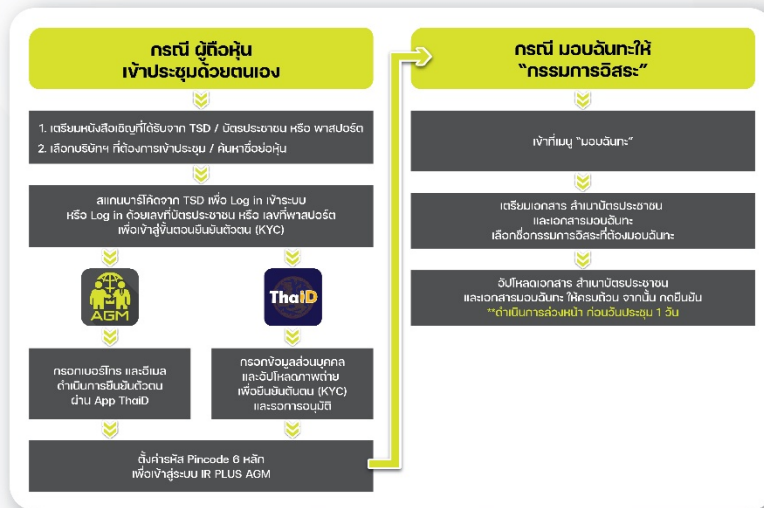 กรณี ผู้ถือหุ้น
เข้าประชุมด้วยตนเอง
1. เตรียมหนังสือเชิญที่ได้รับจาก TSD / บัตรประชาชน หรือ พาสปอร์ต
2. เลือกบริษัทฯ ที่ต้องการเข้าประชุม / ค้นหาชื่อย่อหุ้น
สแกนบาร์โค้ดจาก TSD เพื่อ Log in เข้าระบบ
หรือ Log in ด้วยเลขที่บัตรประชาชน หรือ เลขที่พาสปอร์ต
เพื่อเข้าสู่ขั้นตอนยืนยันตัวตน (KYC)
AGM
ThaiD
กรอกเบอร์โทร และอีเมล
ดำเนินการยืนยันตัวตน
ผ่าน App ThaiD
กรอกข้อมูลส่วนบุคคล
และอัปโหลดภาพถ่าย
เพื่อยืนยันตันตน (KYC)
และรอการอนุมัติ
ตั้งค่ารหัส Pincode 6 หลัก
เพื่อเข้าสู่ระบบ IR PLUS AGM
กรณี มอบฉันทะให้
“กรรมการอิสระ”
เข้าที่เมนู “มอบฉันทะ”
เตรียมเอกสาร สำเนาบัตรประชาชน
และเอกสารมอบฉันทะ
เลือกชื่อกรรมการอิสระที่ต้องมอบฉันทะ
อัปโหลดเอกสาร สำเนาบัตรประชาชน
และเอกสารมอบฉันทะ ให้ครบถ้วน จากนั้น กดยืนยัน
**ดำเนินการล่วงหน้า ก่อนวันประชุม 1 วัน